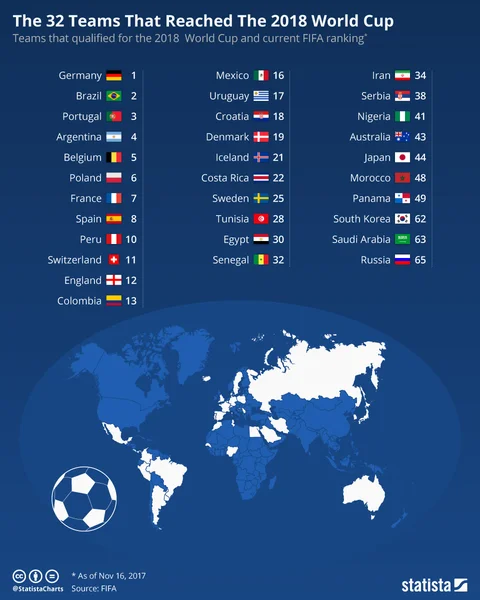 The 32 Teams That Reached The 2018 World Cup
Teams that qualified for the 2018 World Cup and current FIFA ranking*
Germany 1
Brazil 2
Portugal 3
Argentina 4
Belgium 5
Poland 6
France 7
Spain 8
Peru 10
Switzerland 11
England 12
Colombia 13
Mexico 16
Uruguay 17
Croatia 18
Denmark 19
Iceland 21
Costa Rica 22
Sweden 25
Tunisia 28
Egypt 30
Senegal 32
Iran 34
Serbia 38
Nigeria 41
Australia 43
Japan 44
Morocco 48
Panama 49
South Korea 62
Saudi Arabia 63
Russia 65
cc
@StatistaCharts
* As of Nov 16, 2017
Source: FIFA
statista